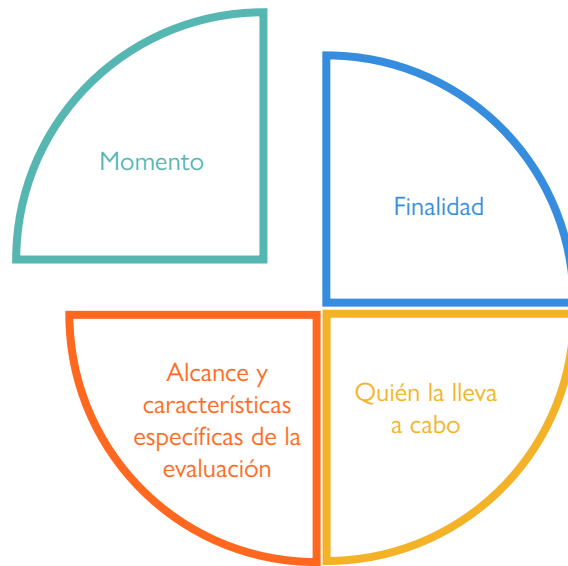 Momento
Finalidad
Alcance y
características
específicas de la
evaluación
Quién la lleva
a cabo